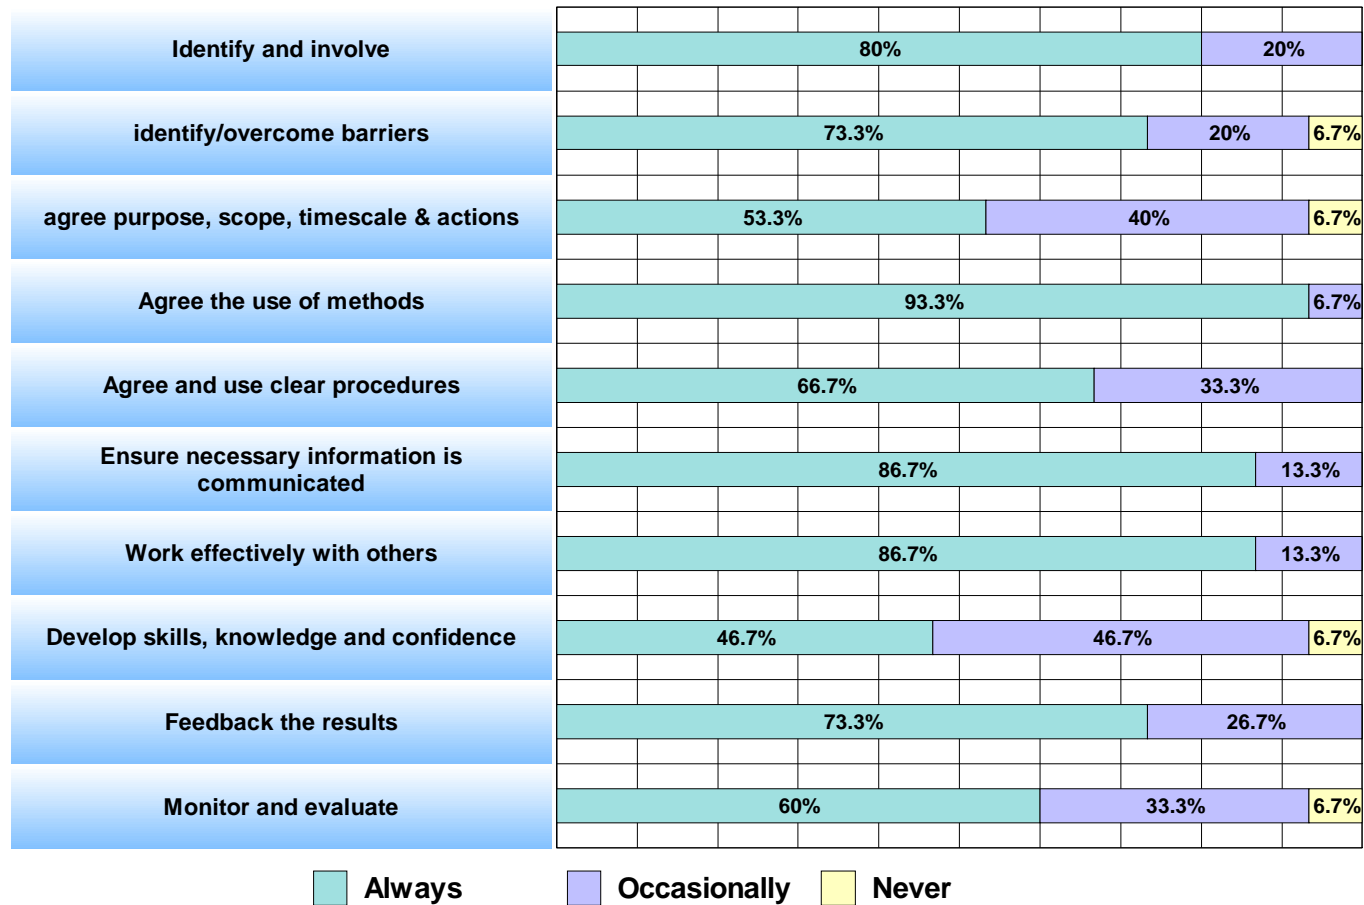 Identify and involve
80% 20%
identify/overcome barriers
73.3% 20% 6.7%
agree purpose, scope, timescale & actions
53.3% 40% 6.7%
Agree the use of methods
93.3% 6.7%
Agree and use clear procedures
66.7% 33.3%
Ensure necessary information is
communicated
86.7% 13.3%
Work effectively with others
86.7% 13.3%
Develop skills, knowledge and confidence
46.7% 46.7% 6.7%
Feedback the results
73.3% 26.7%
Monitor and evaluate
60% 33.3% 6.7%
Always Occasionally Never